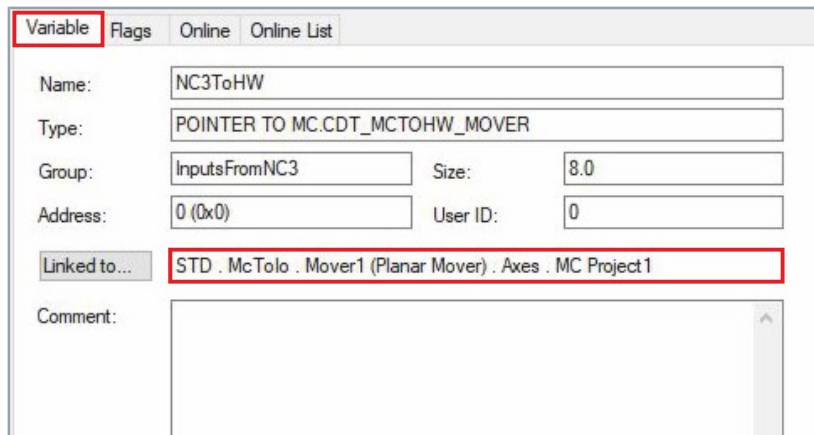 Variable Flags Online Online List
Name: NC3ToHW
Type: POINTER TO MC.CDT_MCTOHW_MOVER
Group: InputsFromNC3 Size: 8.0
Address: 0 (0x0) User ID: 0
Linked to... STD . McToIo . Mover1 (Planar Mover) . Axes . MC Project1
Comment: